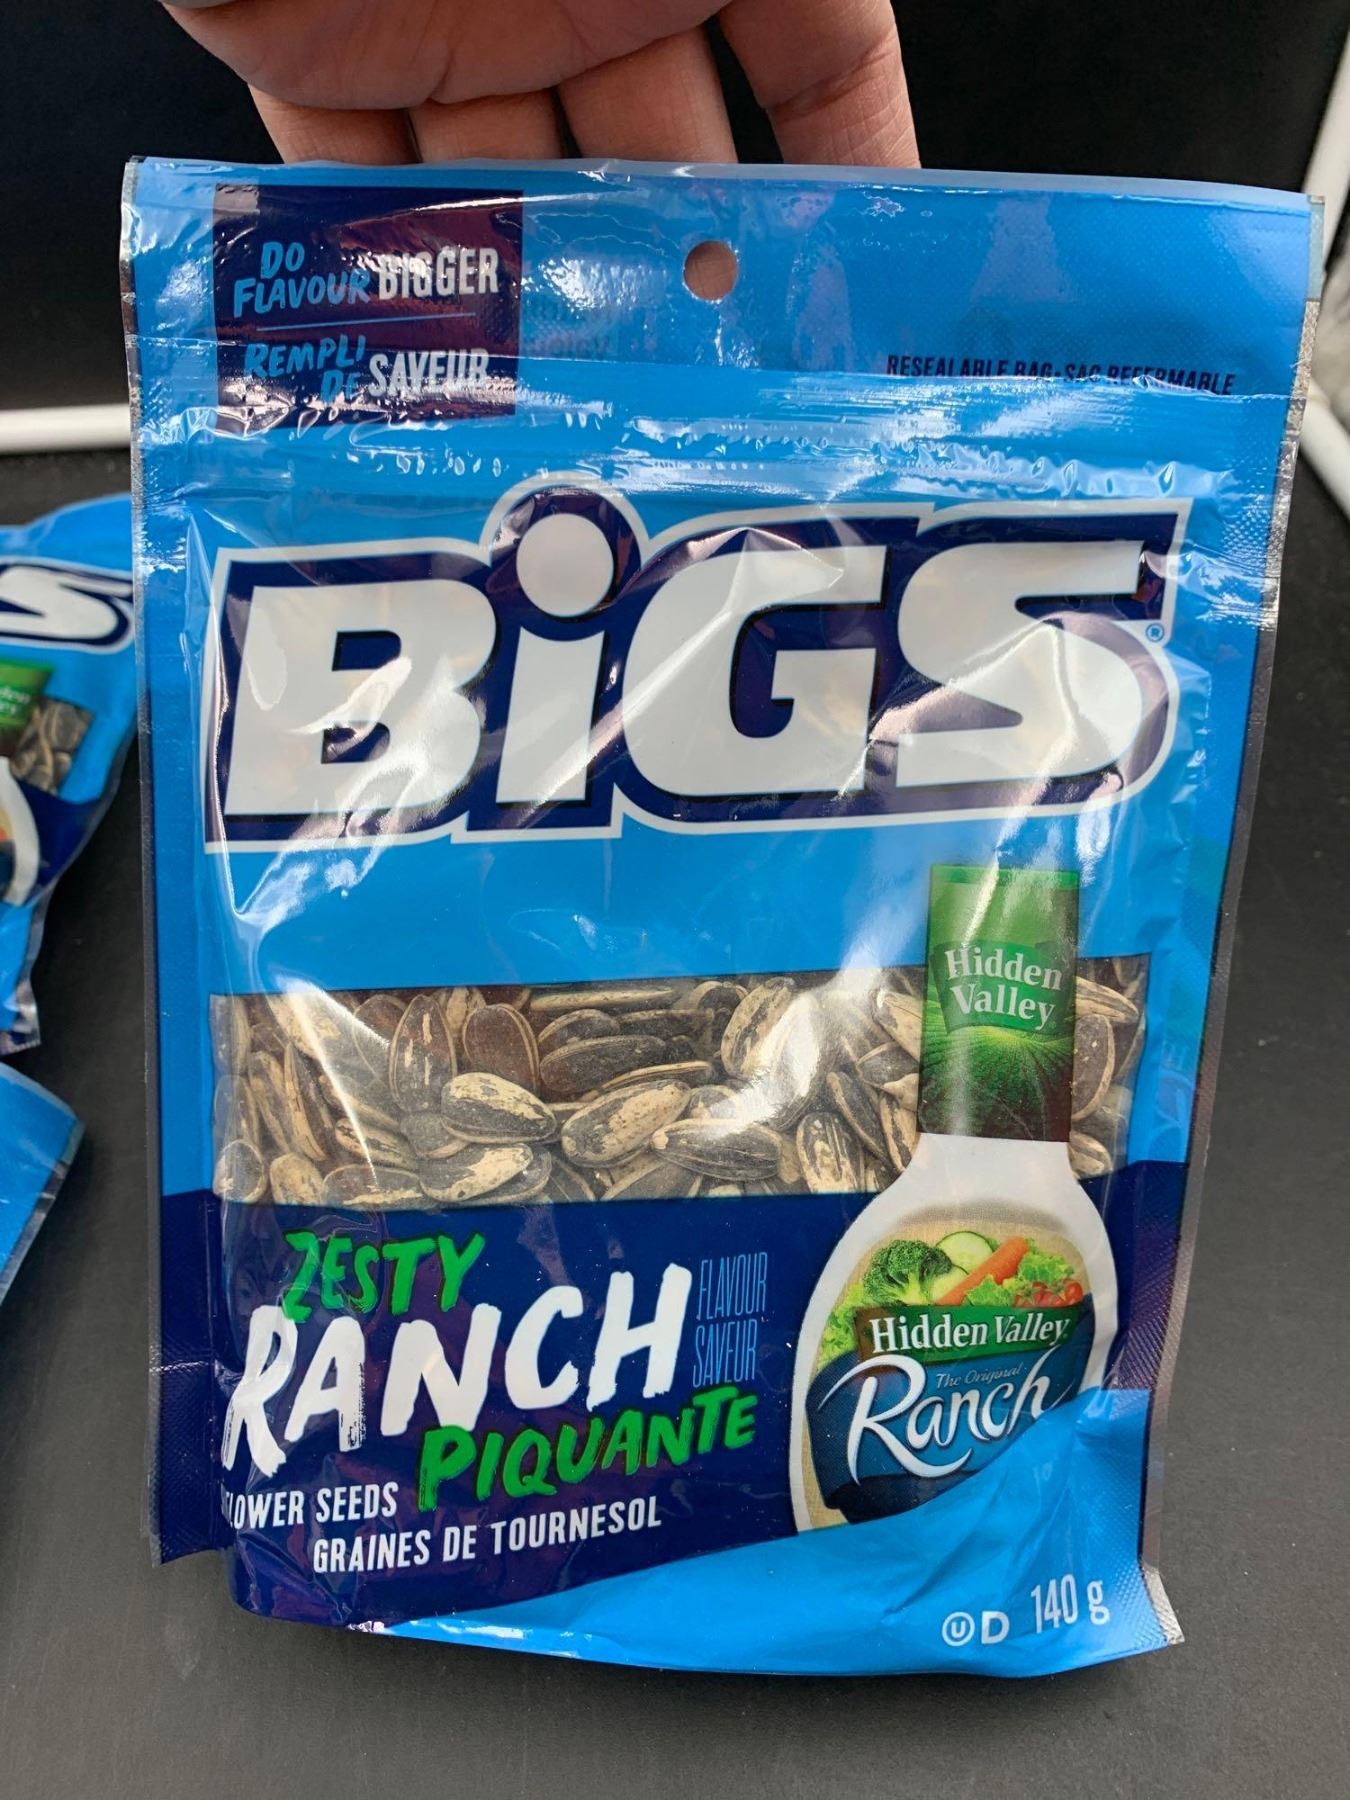 DO
FLAVOUR BIGGER
REMPLI
DE SAVEUR
RESEALABLE BAG • SAC REFERMABLE
BiGS®
Hidden
Valley
ZESTY
RANCH
FLAVOUR
SAVEUR
PIQUANTE
FLOWER SEEDS
GRAINES DE TOURNESOL
Hidden Valley
The Original
Ranch
U D 140 g